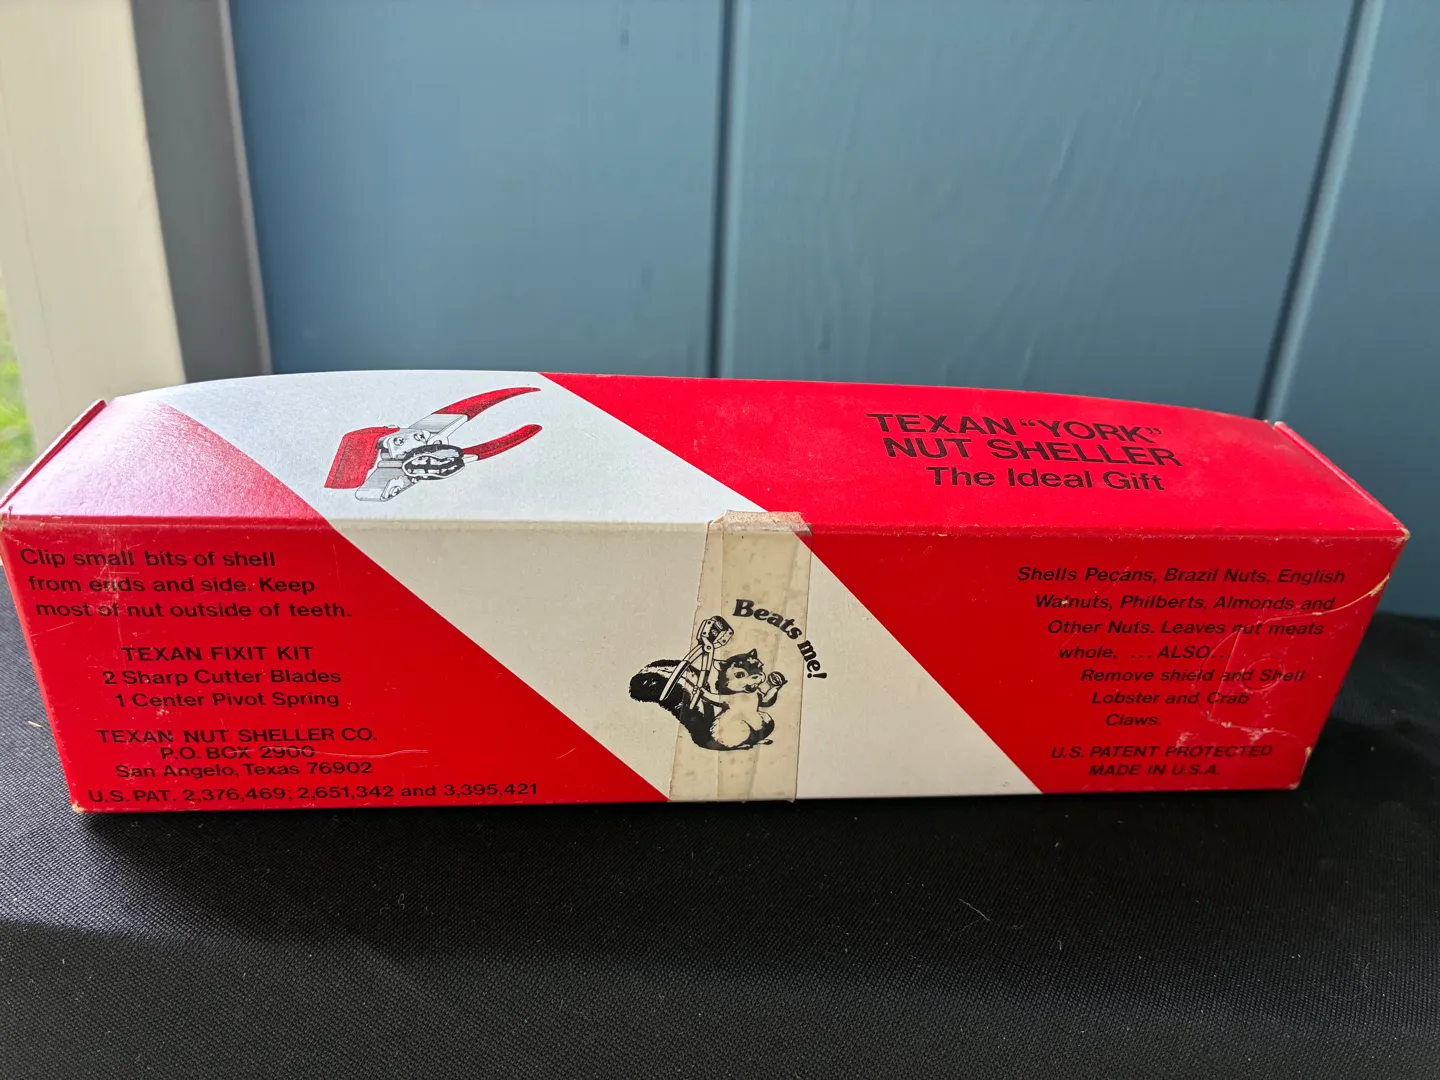 TEXAN "YORK"
NUT SHELLER
The Ideal Gift
Clip small bits of shell
from ends and side. Keep
most of nut outside of teeth.
TEXAN FIXIT KIT
2 Sharp Cutter Blades
1 Center Pivot Spring
TEXAN NUT SHELLER CO.
P.O. BOX 2900
San Angelo, Texas 76902
U.S. PAT. 2,376,469; 2,651,342 and 3,395,421
Beats me!
Shells Pecans, Brazil Nuts, English
Walnuts, Philberts, Almonds and
Other Nuts. Leaves nut meats
whole, ... ALSO...
Remove shield and Shell
Lobster and Crab
Claws.
U.S. PATENT PROTECTED
MADE IN U.S.A.